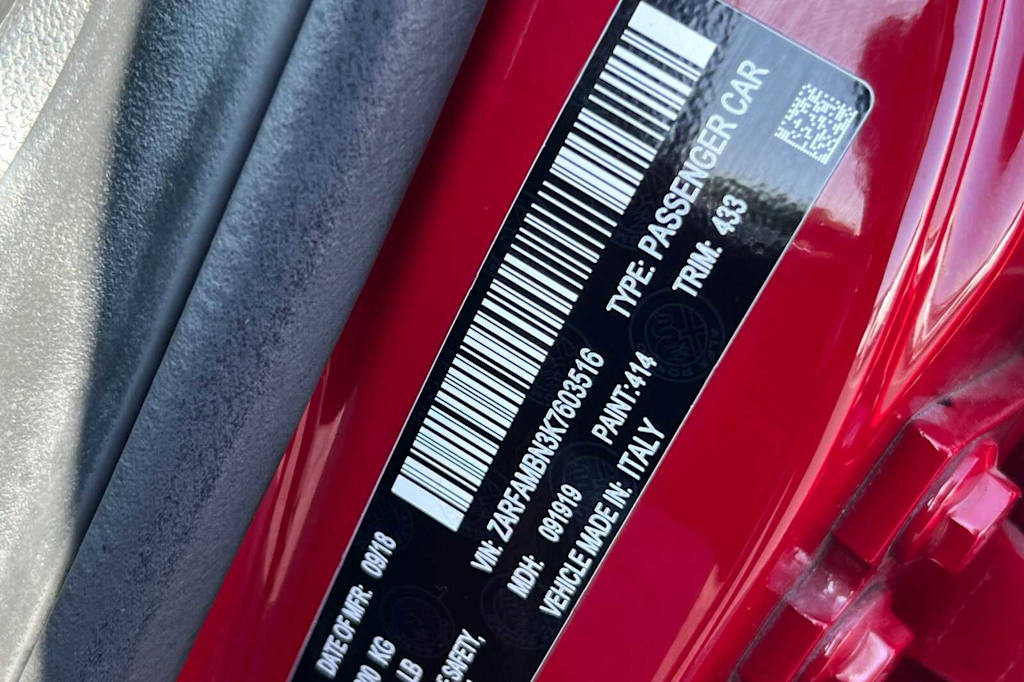 DATE OF MFR: 09/18
KG
LB
SAFETY,
VIN: ZARFAMBN3K7603516
TYPE: PASSENGER CAR
MDH: 091919 PAINT: 414 TRIM: 433
VEHICLE MADE IN: ITALY